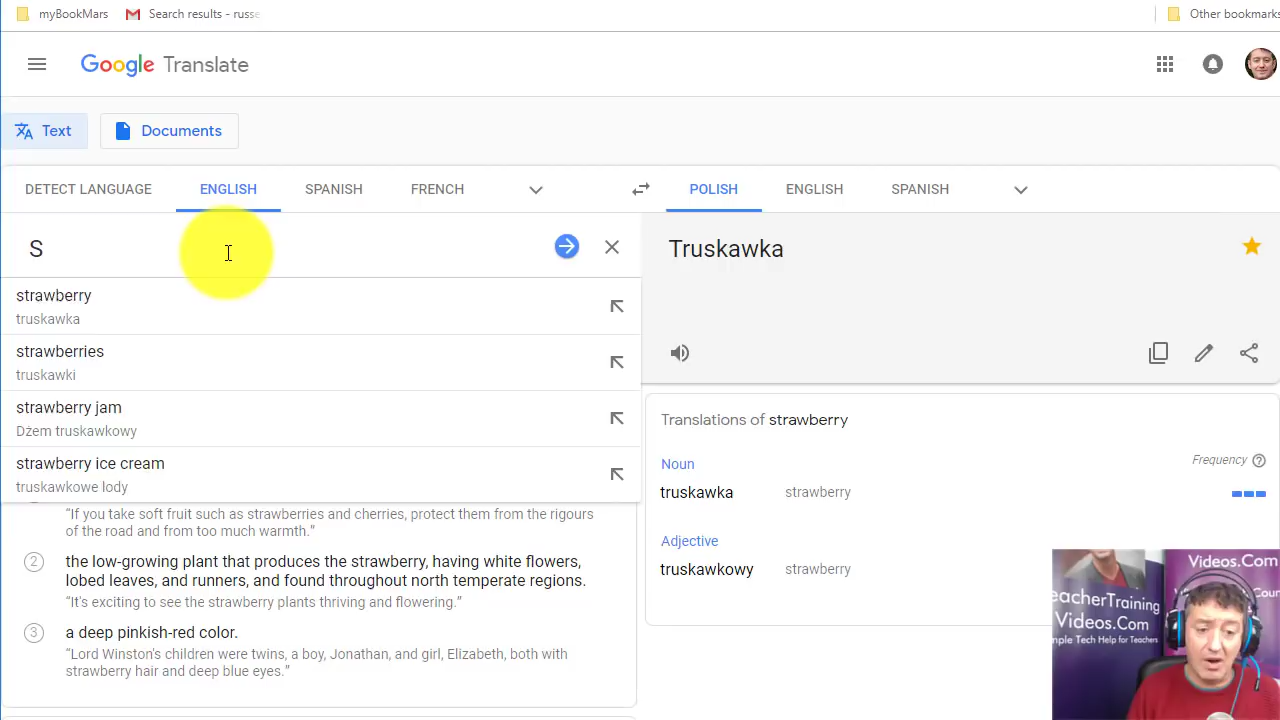 myBookMars
Search results - russe
Other bookmarks
Google Translate
Text
Documents
DETECT LANGUAGE
ENGLISH
SPANISH
FRENCH
POLISH
ENGLISH
SPANISH
S
Truskawka
strawberry
truskawka
strawberries
truskawki
strawberry jam
Dżem truskawkowy
strawberry ice cream
truskawkowe lody
"If you take soft fruit such as strawberries and cherries, protect them from the rigours
of the road and from too much warmth."
2 the low-growing plant that produces the strawberry, having white flowers,
lobed leaves, and runners, and found throughout north temperate regions.
"It's exciting to see the strawberry plants thriving and flowering."
3 a deep pinkish-red color.
"Lord Winston's children were twins, a boy, Jonathan, and girl, Elizabeth, both with
strawberry hair and deep blue eyes."
Translations of strawberry
Noun
Frequency ?
truskawka strawberry
Adjective
truskawkowy strawberry
Videos.Com
eacherTraining
Videos.Com
mple Tech Help for Teachers